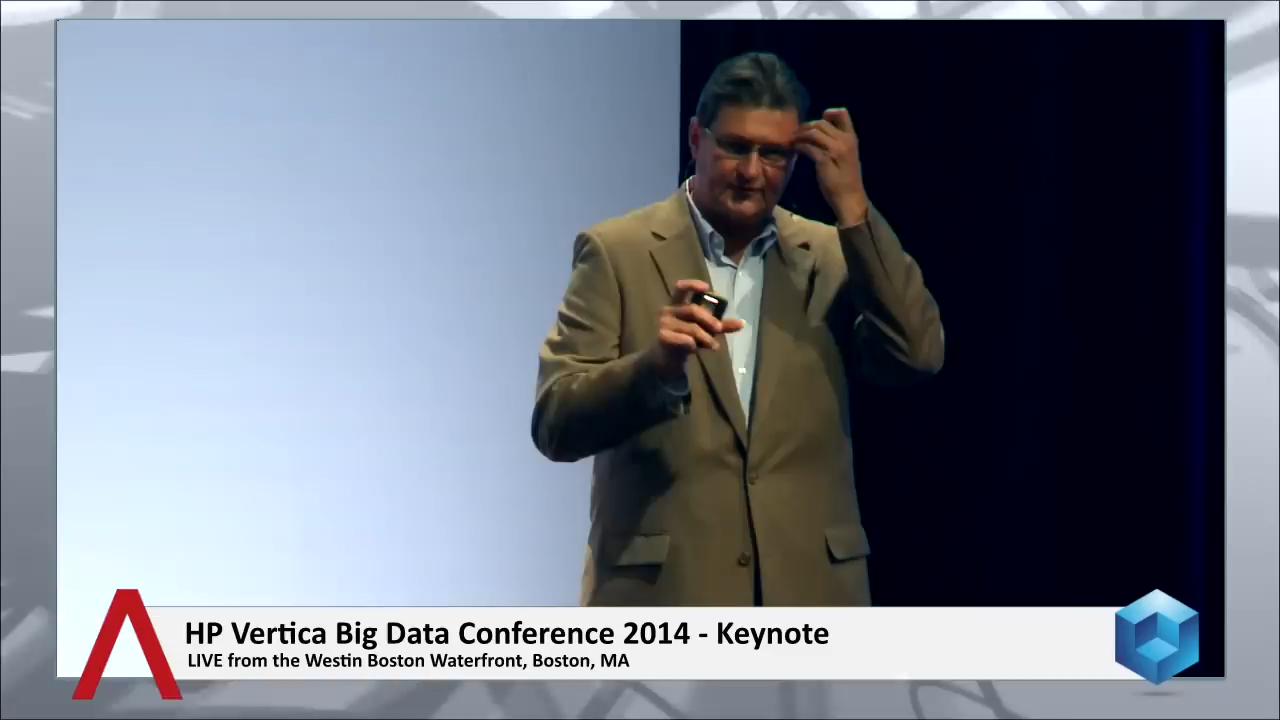 HP Vertica Big Data Conference 2014 - Keynote
LIVE from the Westin Boston Waterfront, Boston, MA